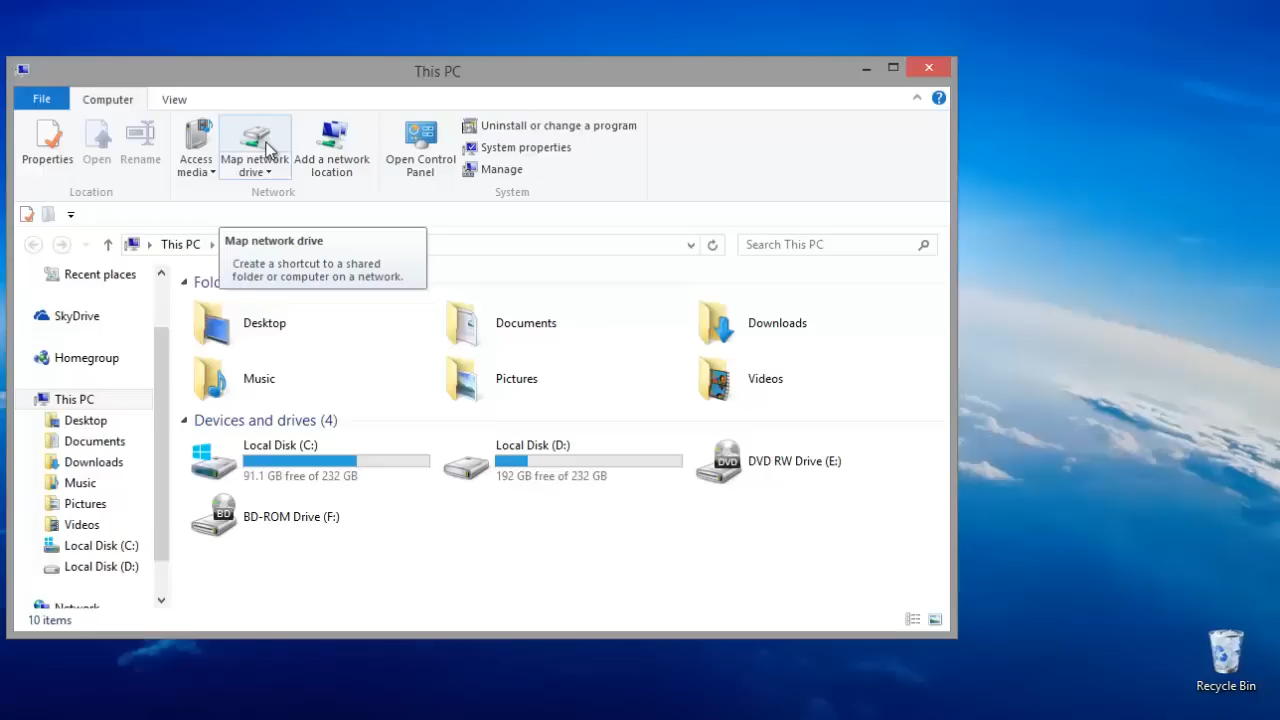 This PC
File
Computer
View
Properties
Open
Rename
Access
media
Map network
drive
Add a network
location
Open Control
Panel
Uninstall or change a program
System properties
Manage
Location
Network
System
This PC
Search This PC
Map network drive
Create a shortcut to a shared
folder or computer on a network.
Recent places
SkyDrive
Homegroup
This PC
Desktop
Documents
Downloads
Music
Pictures
Videos
Local Disk (C:)
Local Disk (D:)
Network
Desktop
Documents
Downloads
Music
Pictures
Videos
Devices and drives (4)
Local Disk (C:)
91.1 GB free of 232 GB
Local Disk (D:)
192 GB free of 232 GB
DVD
DVD RW Drive (E:)
BD
BD-ROM Drive (F:)
10 items
Recycle Bin